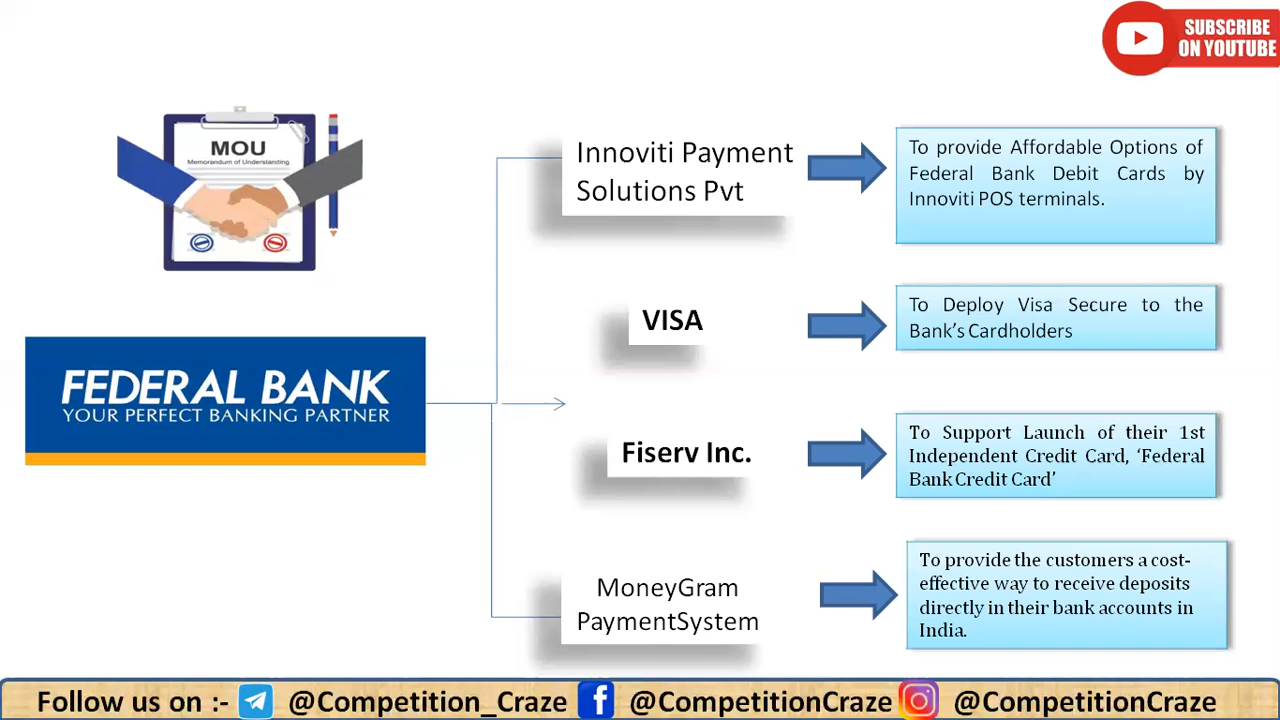 SUBSCRIBE
ON YOUTUBE
MOU
Memorandum of Understanding
Innoviti Payment
Solutions Pvt
To provide Affordable Options of
Federal Bank Debit Cards by
Innoviti POS terminals.
VISA
To Deploy Visa Secure to the
Bank's Cardholders
FEDERAL BANK
YOUR PERFECT BANKING PARTNER
Fiserv Inc.
To Support Launch of their 1st
Independent Credit Card, ‘Federal
Bank Credit Card’
MoneyGram
PaymentSystem
To provide the customers a cost-
effective way to receive deposits
directly in their bank accounts in
India.
Follow us on :- @Competition_Craze @CompetitionCraze @CompetitionCraze